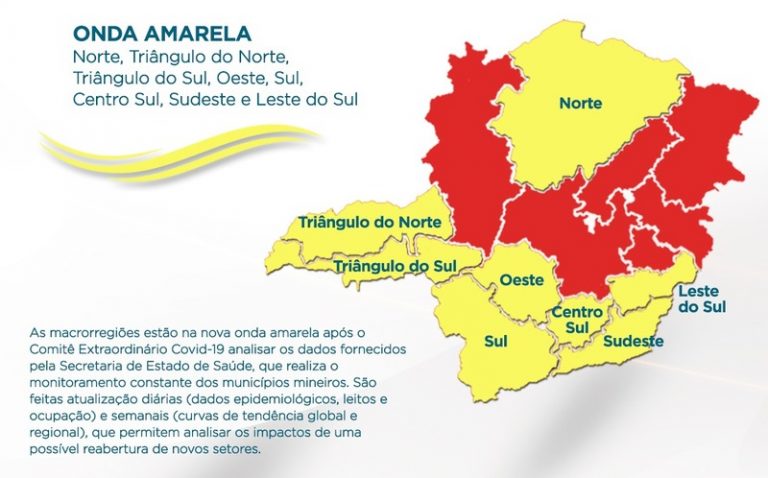 ONDA AMARELA
Norte, Triângulo do Norte,
Triângulo do Sul, Oeste, Sul,
Centro Sul, Sudeste e Leste do Sul
Norte
Triângulo do Norte
Triângulo do Sul
Oeste
Leste
do Sul
Centro
Sul
Sul
Sudeste
As macrorregiões estão na nova onda amarela após o
Comitê Extraordinário Covid-19 analisar os dados fornecidos
pela Secretaria de Estado de Saúde, que realiza o
monitoramento constante dos municípios mineiros. São
feitas atualização diárias (dados epidemiológicos, leitos e
ocupação) e semanais (curvas de tendência global e
regional), que permitem analisar os impactos de uma
possível reabertura de novos setores.